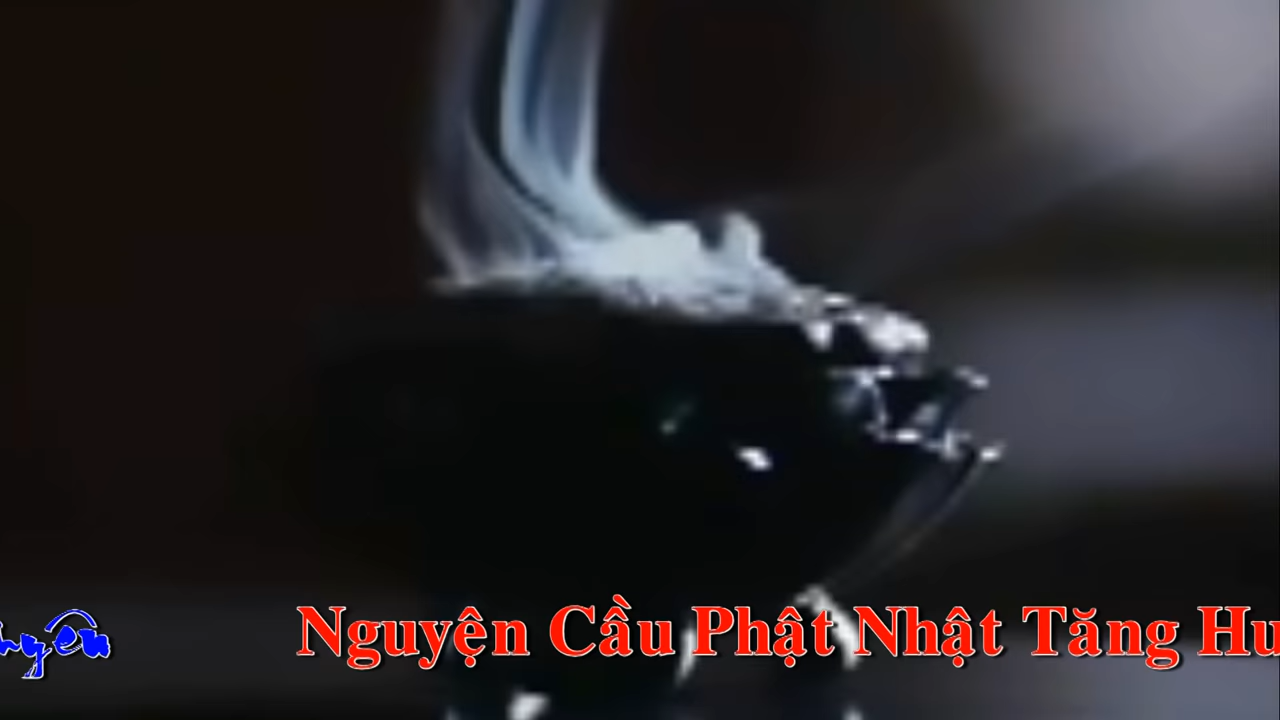 Nguyện Cầu Phật Nhật Tăng Hu